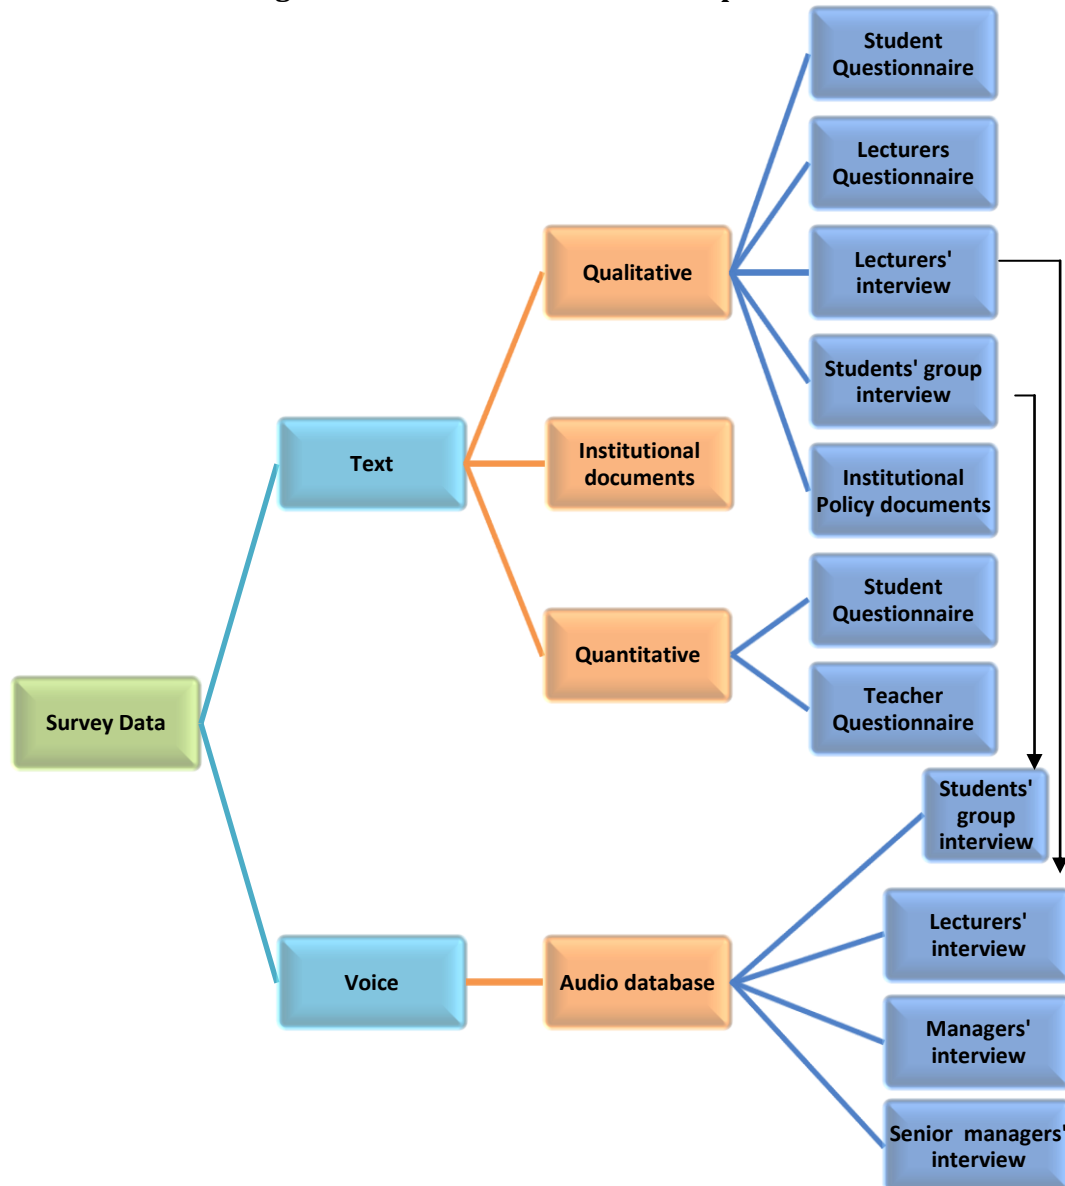 Student
Questionnaire
Lecturers
Questionnaire
Qualitative
Lecturers'
interview
Students' group
interview
Text
Institutional
documents
Institutional
Policy documents
Student
Questionnaire
Quantitative
Teacher
Questionnaire
Survey Data
Students'
group
interview
Lecturers'
interview
Voice
Audio database
Managers'
interview
Senior managers'
interview